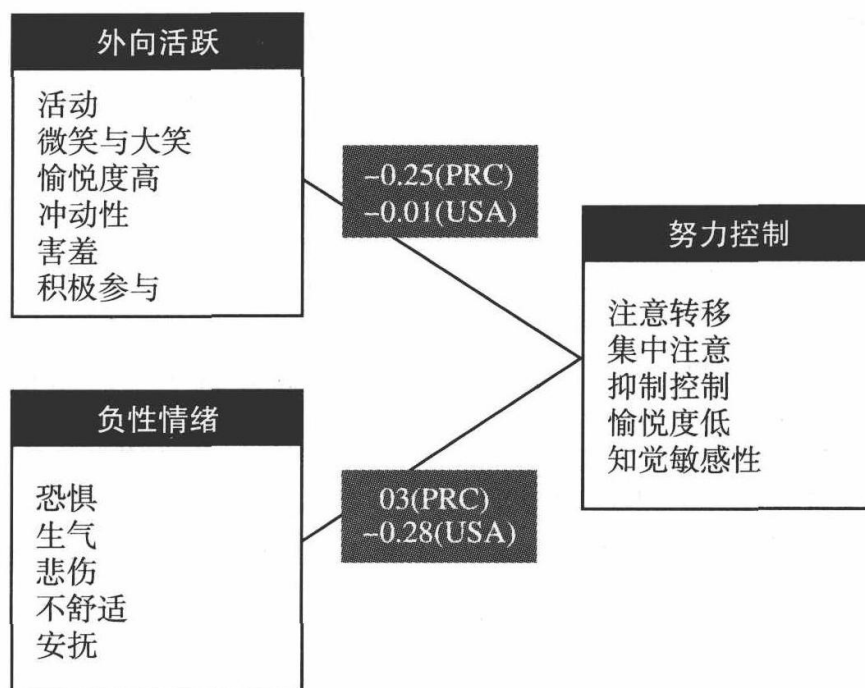 外向活跃
活动
微笑与大笑
愉悦度高
冲动性
害羞
积极参与
-0.25(PRC)
-0.01(USA)
努力控制
注意转移
集中注意
抑制控制
愉悦度低
知觉敏感性
负性情绪
恐惧
生气
悲伤
不舒适
安抚
03(PRC)
-0.28(USA)